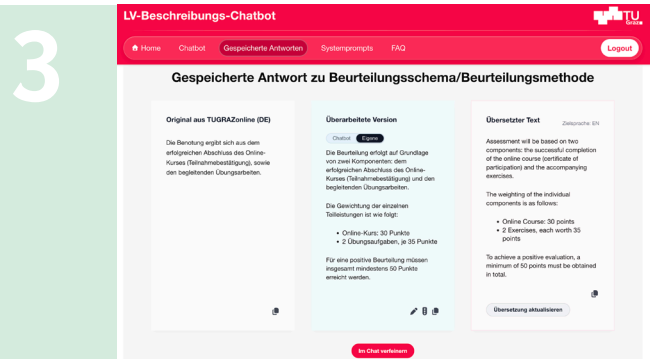 3
LV-Beschreibungs-Chatbot
TU
Graz
Home Chatbot Gespeicherte Antworten Systemprompts FAQ Logout
Gespeicherte Antwort zu Beurteilungsschema/Beurteilungsmethode
Original aus TUGRAZonline (DE)
Die Benotung ergibt sich aus dem
erfolgreichen Abschluss des Online-
Kurses (Teilnahmebestätigung), sowie
den begleitenden Übungsarbeiten.
Überarbeitete Version
Chatbot Eigene
Die Beurteilung erfolgt auf Grundlage
von zwei Komponenten: dem
erfolgreichen Abschluss des Online-
Kurses (Teilnahmebestätigung) und den
begleitenden Übungsarbeiten.
Die Gewichtung der einzelnen
Teilleistungen ist wie folgt:
• Online-Kurs: 30 Punkte
• 2 Übungsaufgaben, je 35 Punkte
Für eine positive Beurteilung müssen
insgesamt mindestens 50 Punkte
erreicht werden.
Übersetzter Text Zielsprache: EN
Assessment will be based on two
components: the successful completion
of the online course (certificate of
participation) and the accompanying
exercises.
The weighting of the individual
components is as follows:
• Online Course: 30 points
• 2 Exercises, each worth 35
points
To achieve a positive evaluation, a
minimum of 50 points must be obtained
in total.
Übersetzung aktualisieren
Im Chat verfeinern